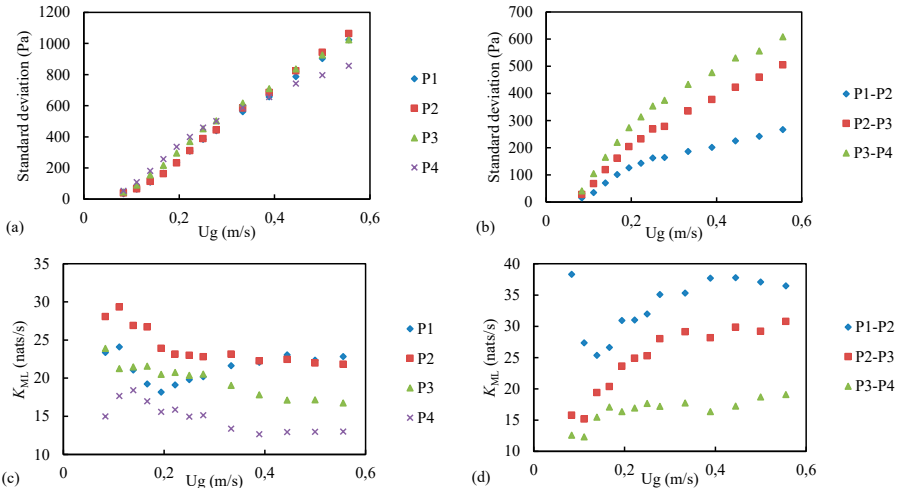 (a)
Standard deviation (Pa)
1200
1000
800
600
400
200
0
0
0,2
0,4
0,6
Ug (m/s)
P1
P2
P3
P4
(b)
Standard deviation (Pa)
700
600
500
400
300
200
100
0
0
0,2
0,4
0,6
Ug (m/s)
P1-P2
P2-P3
P3-P4
(c)
K_ML (nats/s)
35
30
25
20
15
10
0
0,2
0,4
0,6
Ug (m/s)
P1
P2
P3
P4
(d)
K_ML (nats/s)
40
35
30
25
20
15
10
0
0,2
0,4
0,6
Ug (m/s)
P1-P2
P2-P3
P3-P4